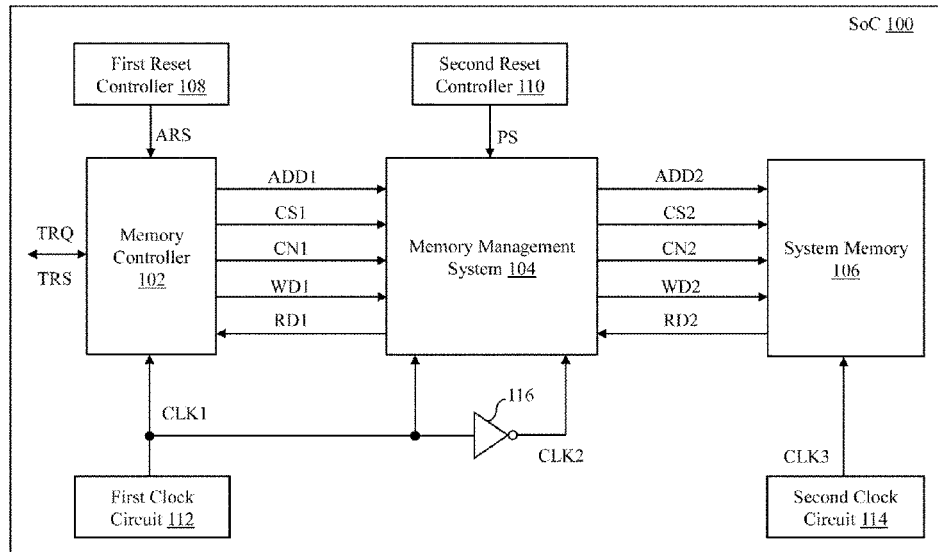 SoC 100
First Reset
Controller 108
Second Reset
Controller 110
ARS
PS
ADD1
CS1
CN1
WD1
RD1
ADD2
CS2
CN2
WD2
RD2
TRQ
TRS
Memory
Controller
102
Memory Management
System 104
System Memory
106
CLK1
116
CLK2
CLK3
First Clock
Circuit 112
Second Clock
Circuit 114